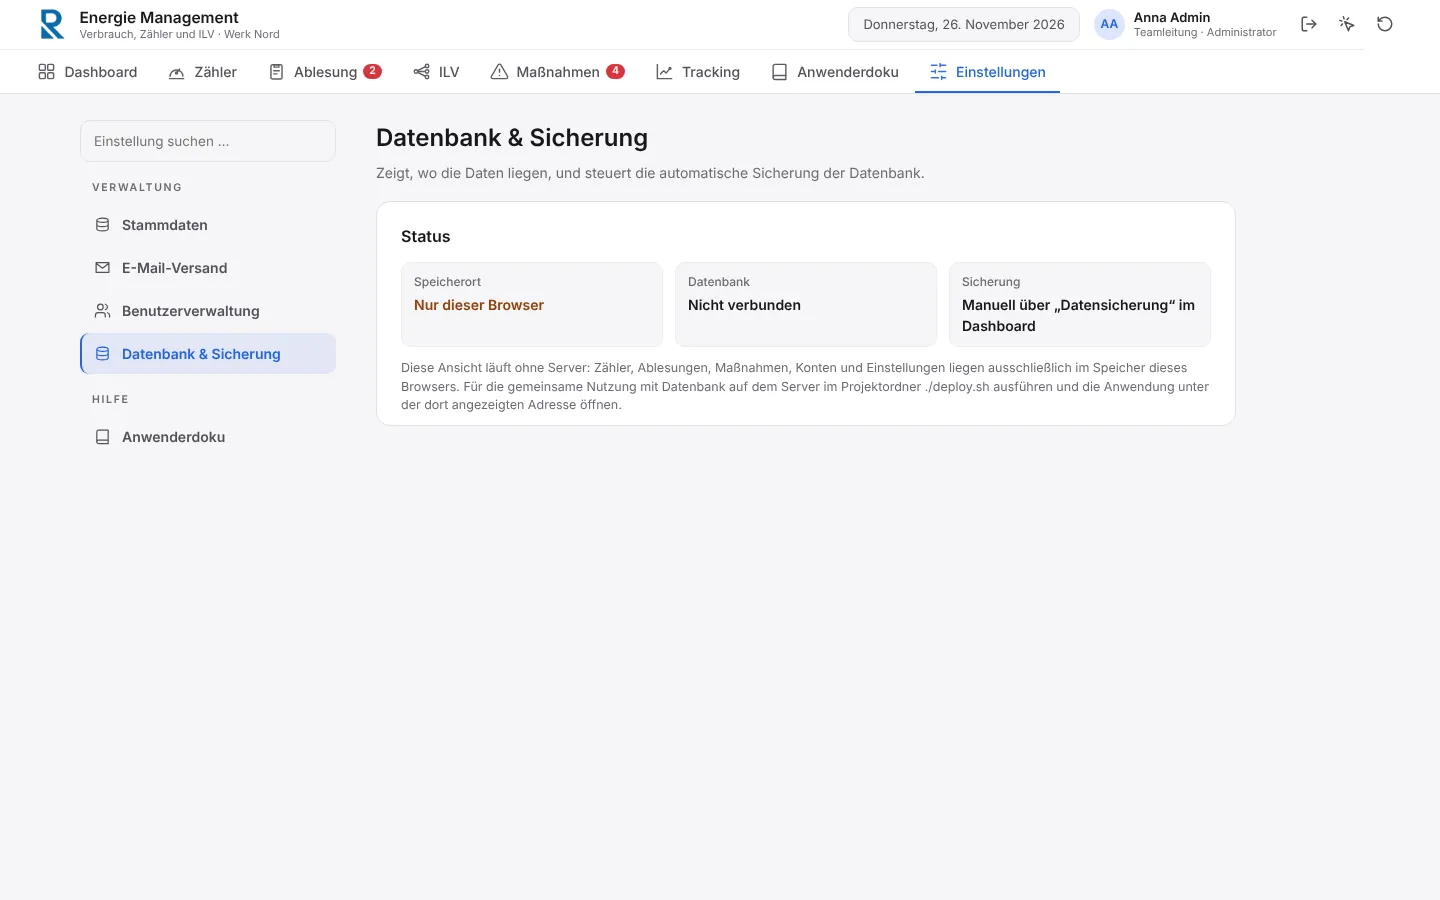 Energie Management
Verbrauch, Zähler und ILV · Werk Nord
Donnerstag, 26. November 2026
AA
Anna Admin
Teamleitung · Administrator
Dashboard
Zähler
Ablesung 2
ILV
Maßnahmen 4
Tracking
Anwenderdoku
Einstellungen
Einstellung suchen ...
VERWALTUNG
Stammdaten
E-Mail-Versand
Benutzerverwaltung
Datenbank & Sicherung
HILFE
Anwenderdoku
Datenbank & Sicherung
Zeigt, wo die Daten liegen, und steuert die automatische Sicherung der Datenbank.
Status
Speicherort
Nur dieser Browser
Datenbank
Nicht verbunden
Sicherung
Manuell über „Datensicherung“ im
Dashboard
Diese Ansicht läuft ohne Server: Zähler, Ablesungen, Maßnahmen, Konten und Einstellungen liegen ausschließlich im Speicher dieses
Browsers. Für die gemeinsame Nutzung mit Datenbank auf dem Server im Projektordner ./deploy.sh ausführen und die Anwendung unter
der dort angezeigten Adresse öffnen.